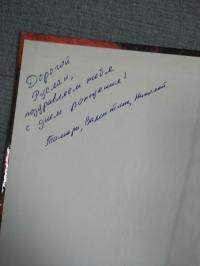 Дорогой
Руслан,
поздравляем тебя
с днем рождения!
Тамара, Валентина, Николай